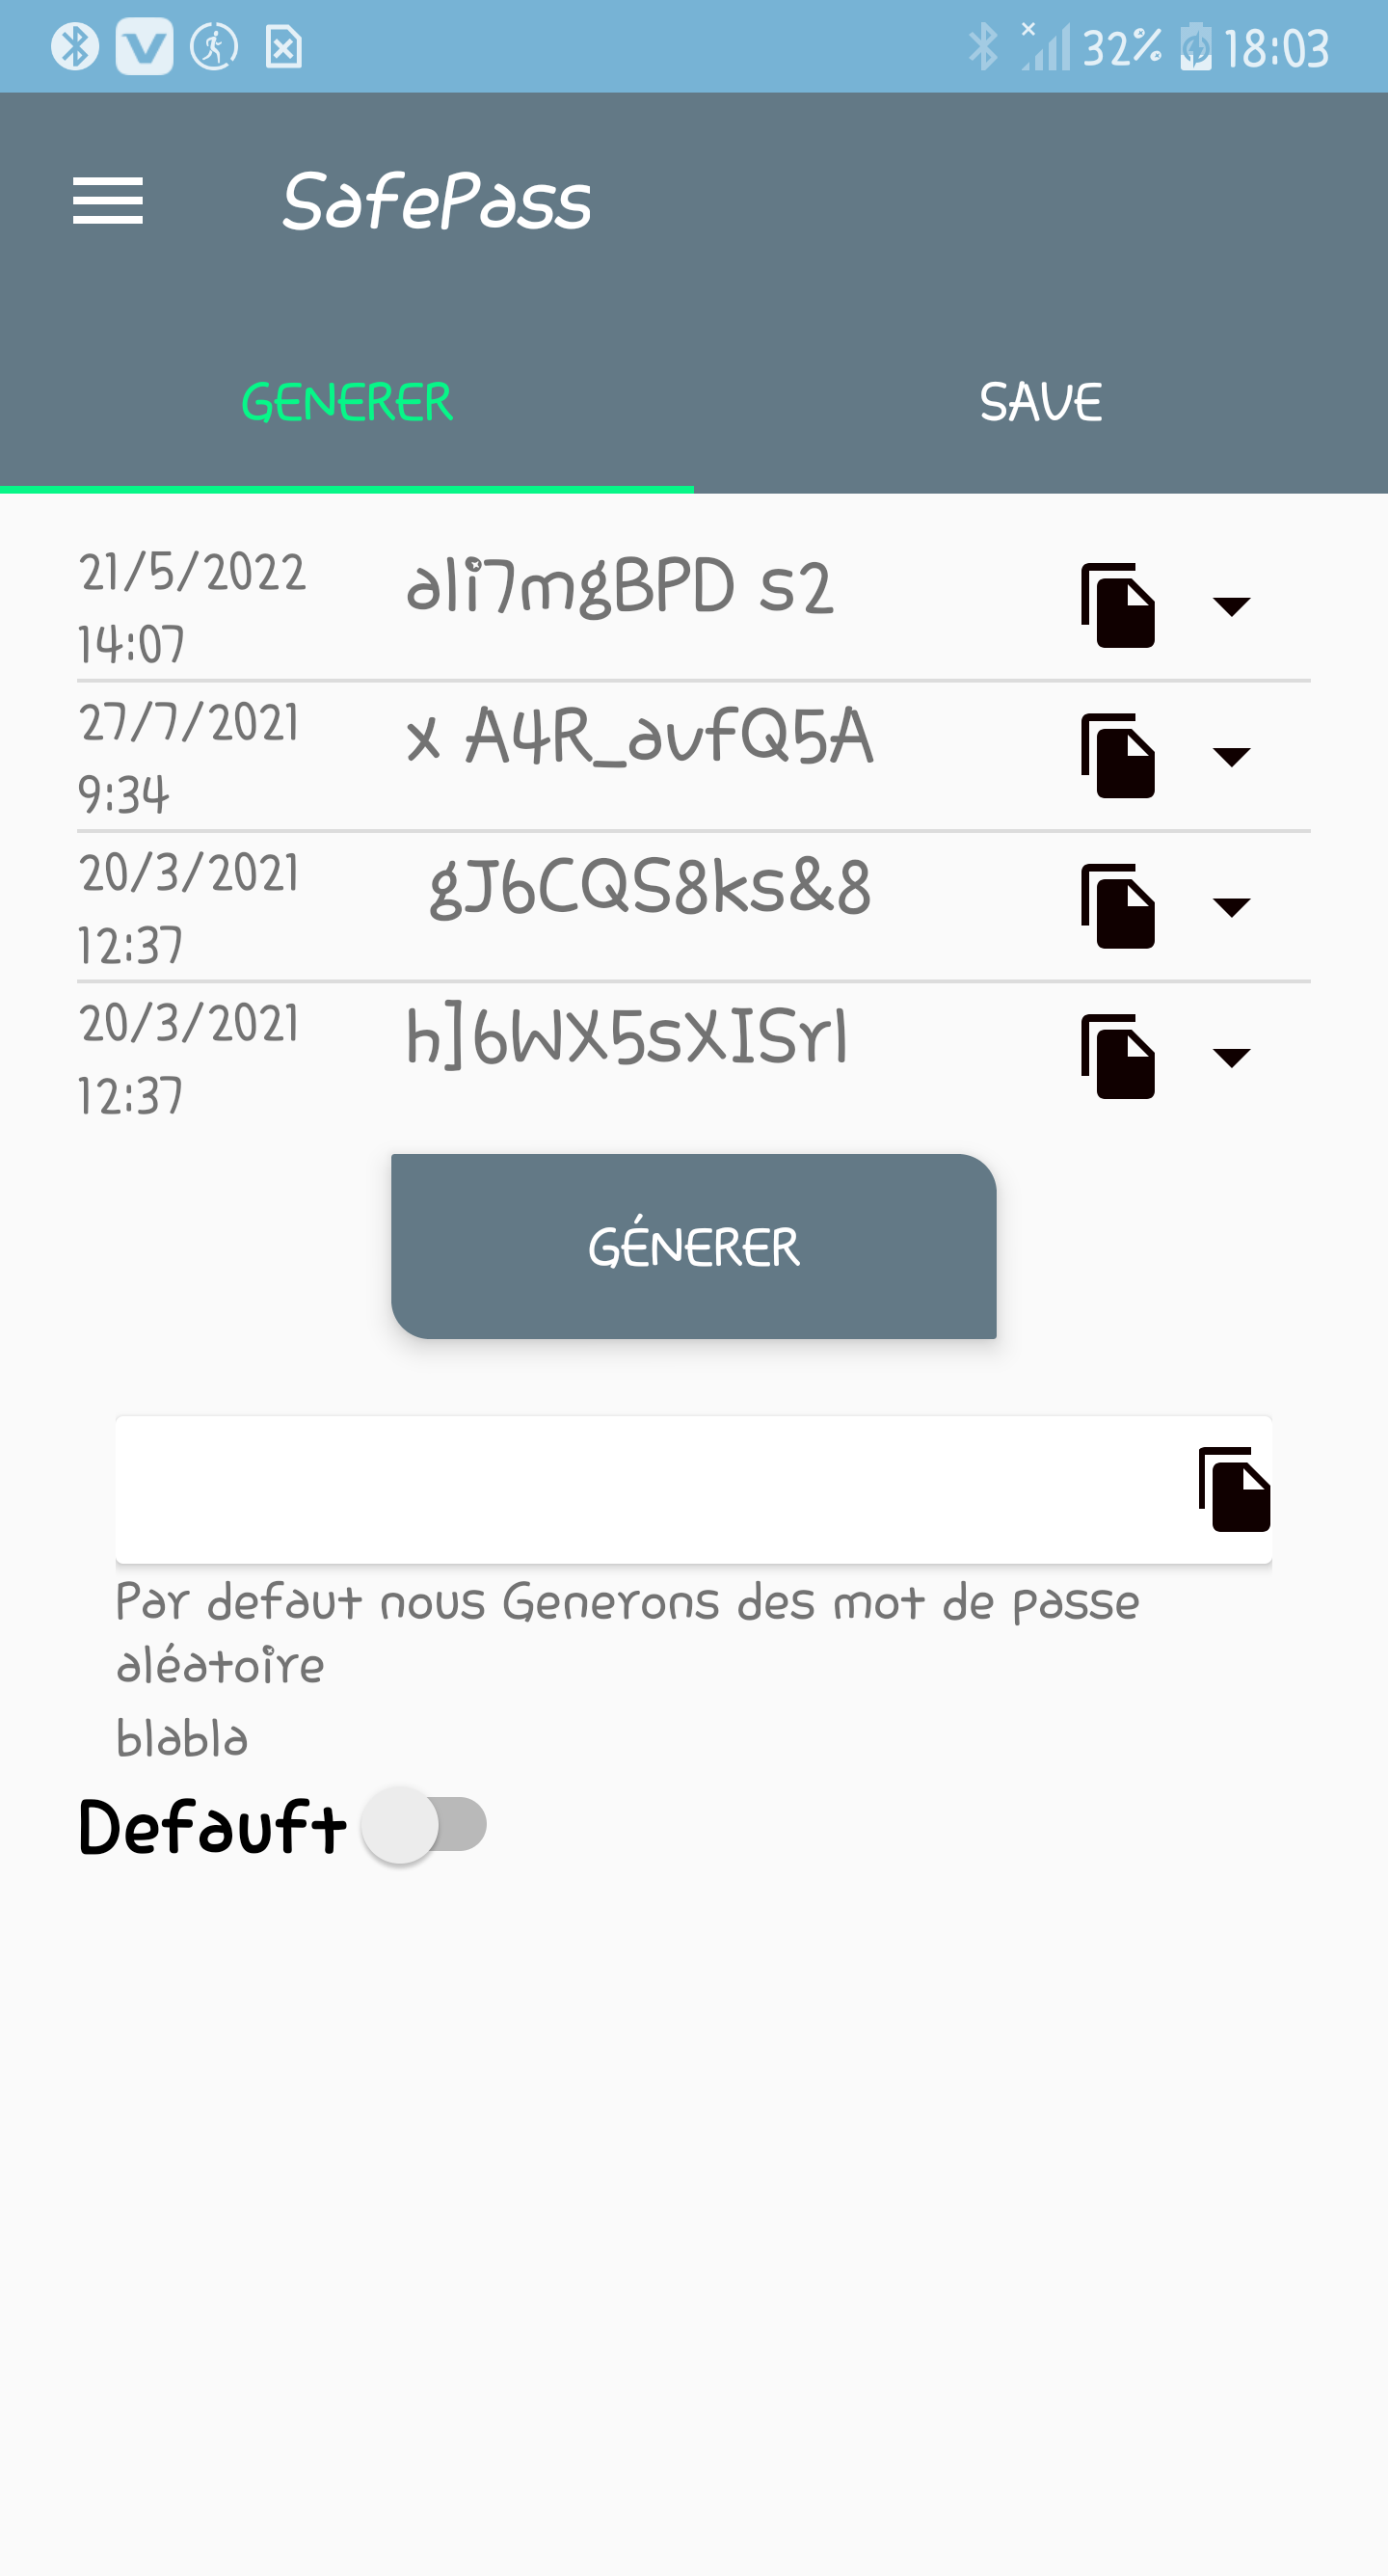 32% 18:03
SafePass
GENERER SAVE
21/5/2022 ali7mgBPD s2
14:07
27/7/2021 x A4R_aufQ5A
9:34
20/3/2021 gJ6CQS8ks&8
12:37
20/3/2021 h]6WX5sXISrl
12:37
GÉNERER
Par defaut nous Generons des mot de passe
aléatoire
blabla
Defauft